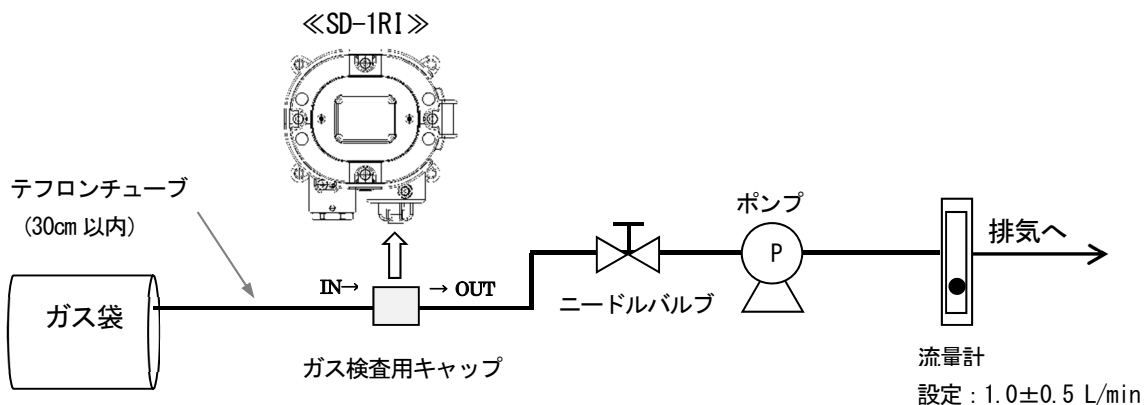 ≪SD-1RI≫
テフロンチューブ
(30cm 以内)
ガス袋
IN→
→ OUT
ガス検査用キャップ
ニードルバルブ
ポンプ
P
排気へ
流量計
設定：1.0±0.5 L/min